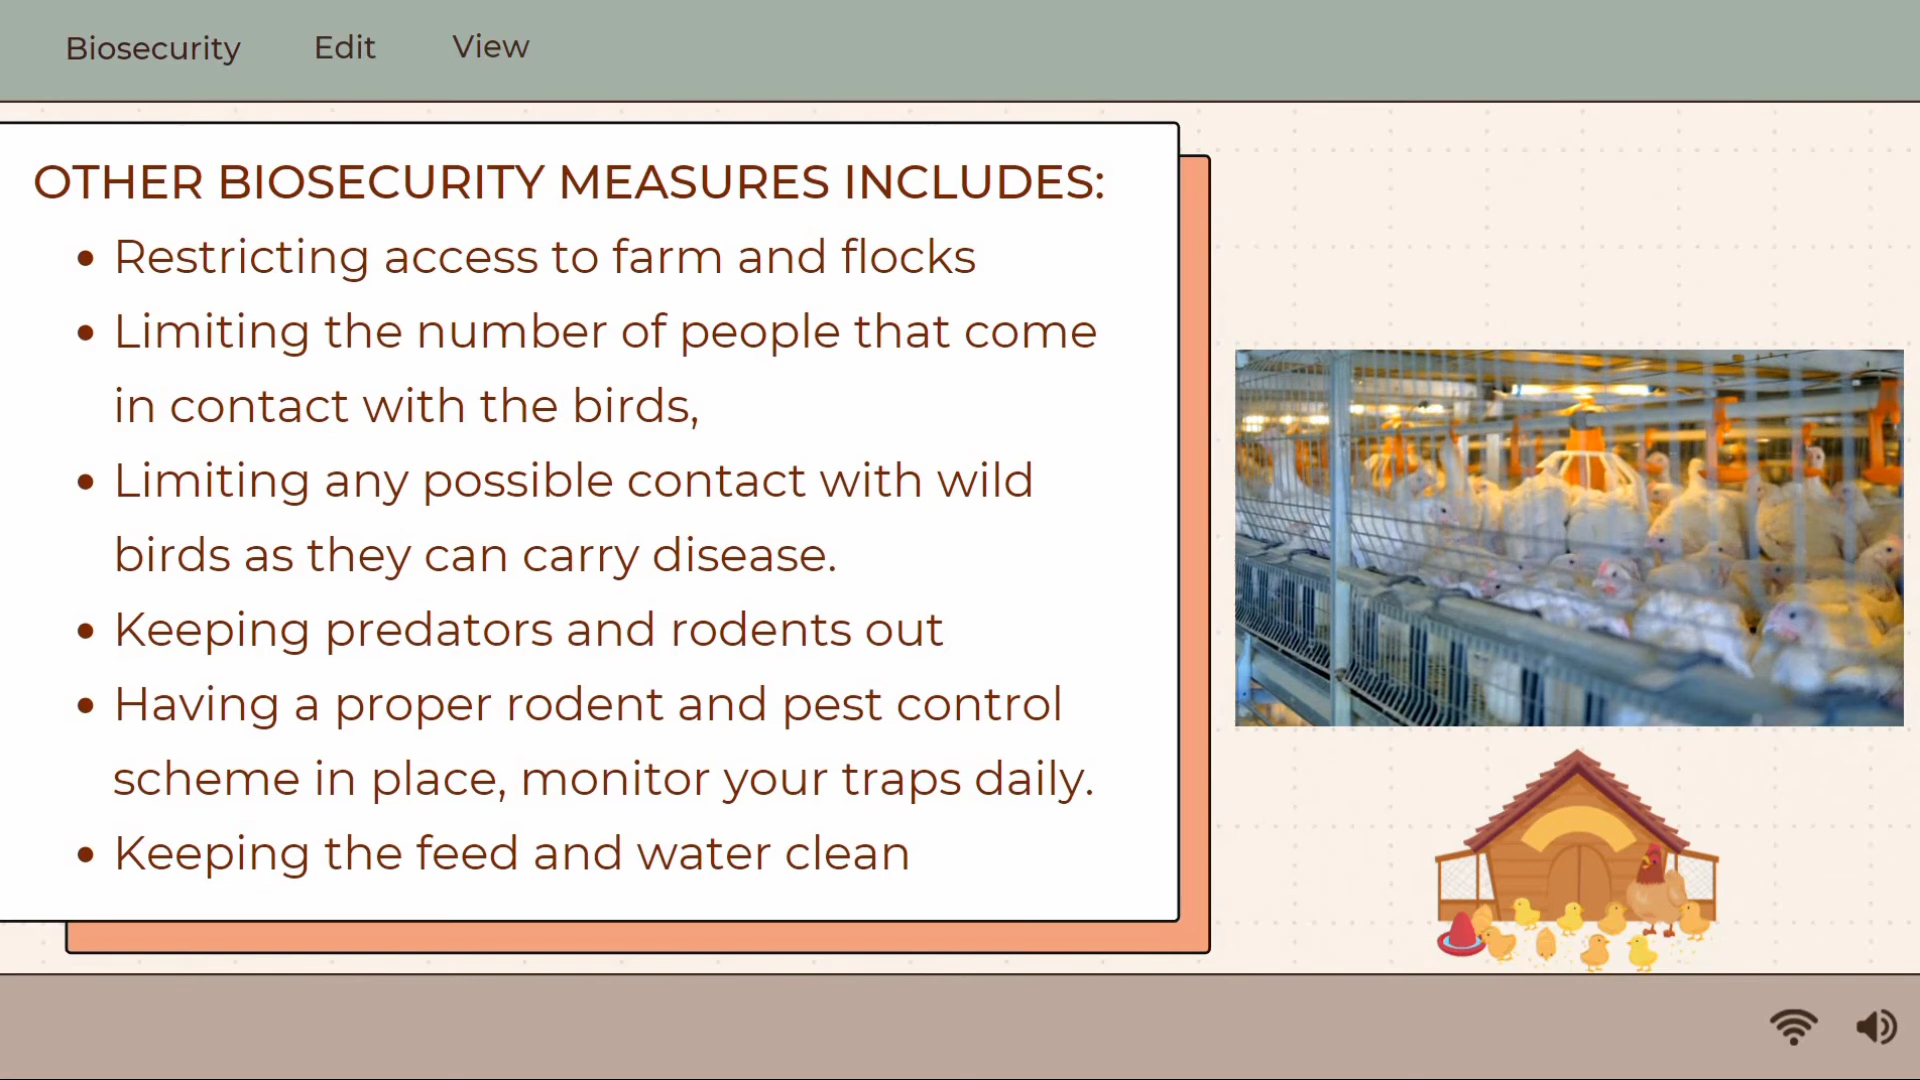 Biosecurity Edit View
OTHER BIOSECURITY MEASURES INCLUDES:
• Restricting access to farm and flocks
• Limiting the number of people that come
in contact with the birds,
• Limiting any possible contact with wild
birds as they can carry disease.
• Keeping predators and rodents out
• Having a proper rodent and pest control
scheme in place, monitor your traps daily.
• Keeping the feed and water clean